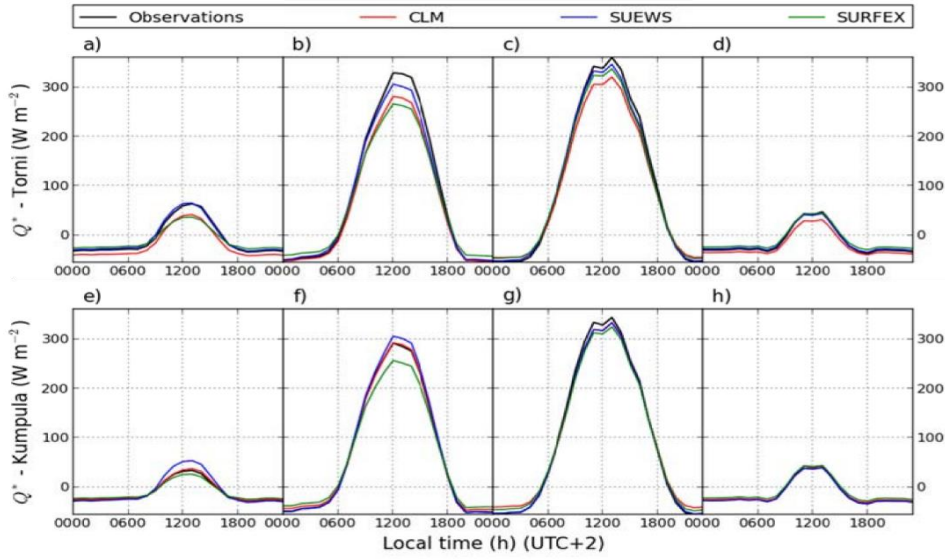 Observations CLM SUEWS SURFEX
a) b) c) d)
Q* - Torni (W m⁻²)
300 300
200 200
100 100
0 0
0000 0600 1200 1800 0000 0600 1200 1800 0000 0600 1200 1800 0000 0600 1200 1800
e) f) g) h)
Q* - Kumpula (W m⁻²)
300 300
200 200
100 100
0 0
0000 0600 1200 1800 0000 0600 1200 1800 0000 0600 1200 1800 0000 0600 1200 1800
Local time (h) (UTC+2)